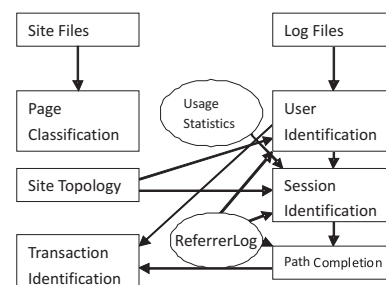 Site Files
Log Files
Page
Classification
Usage
Statistics
User
Identification
Site Topology
Session
Identification
ReferrerLog
Transaction
Identification
Path Completion